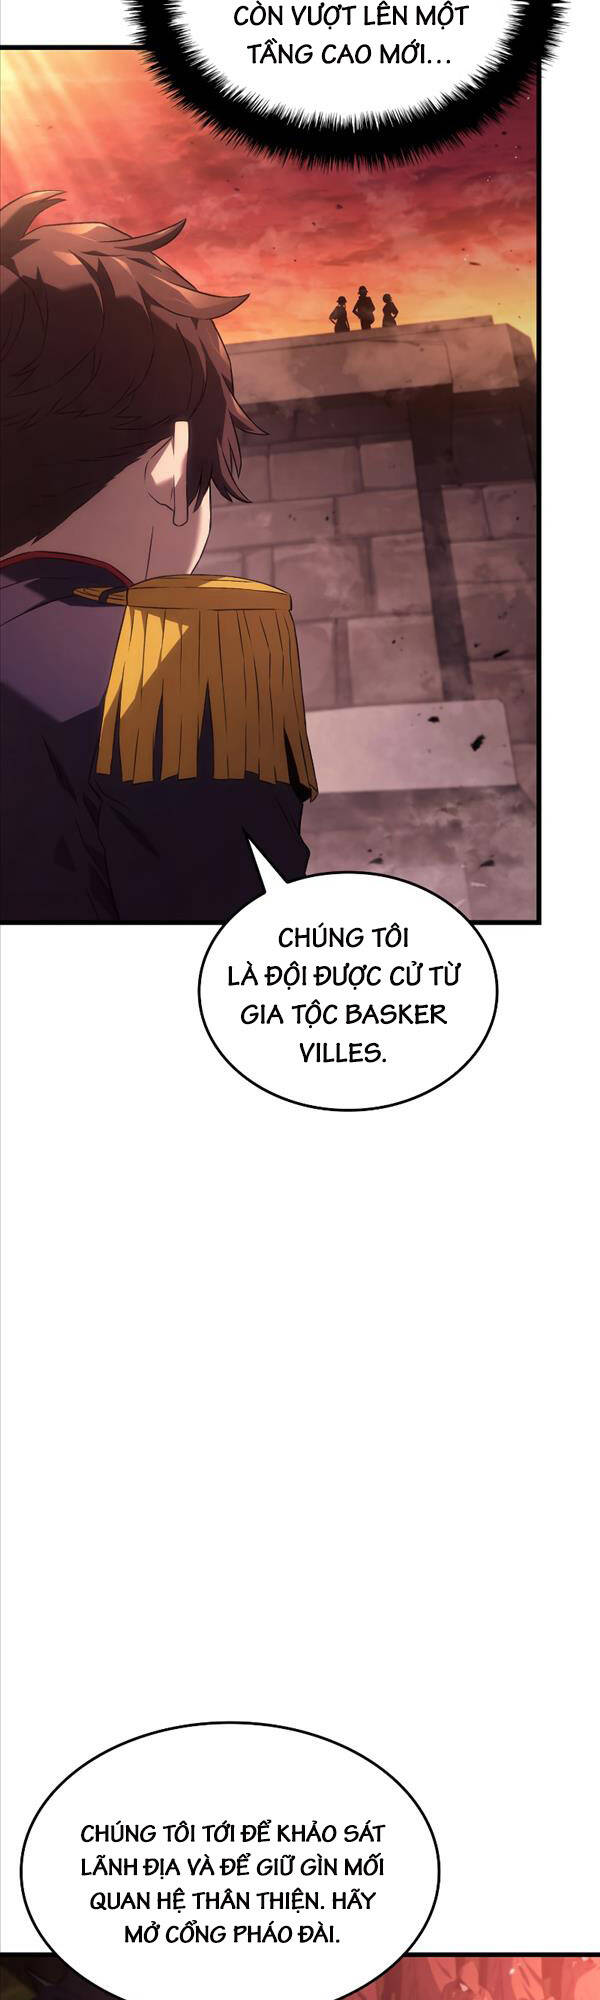 CÒN VƯỢT LÊN MỘT
TẦNG CAO MỚI...
CHÚNG TÔI
LÀ ĐỘI ĐƯỢC CỬ TỪ
GIA TỘC BASKER
VILLES.
CHÚNG TÔI TỚI ĐỂ KHẢO SÁT
LÃNH ĐỊA VÀ ĐỂ GIỮ GÌN MỐI
QUAN HỆ THÂN THIỆN. HÃY
MỞ CỔNG PHÁO ĐÀI.